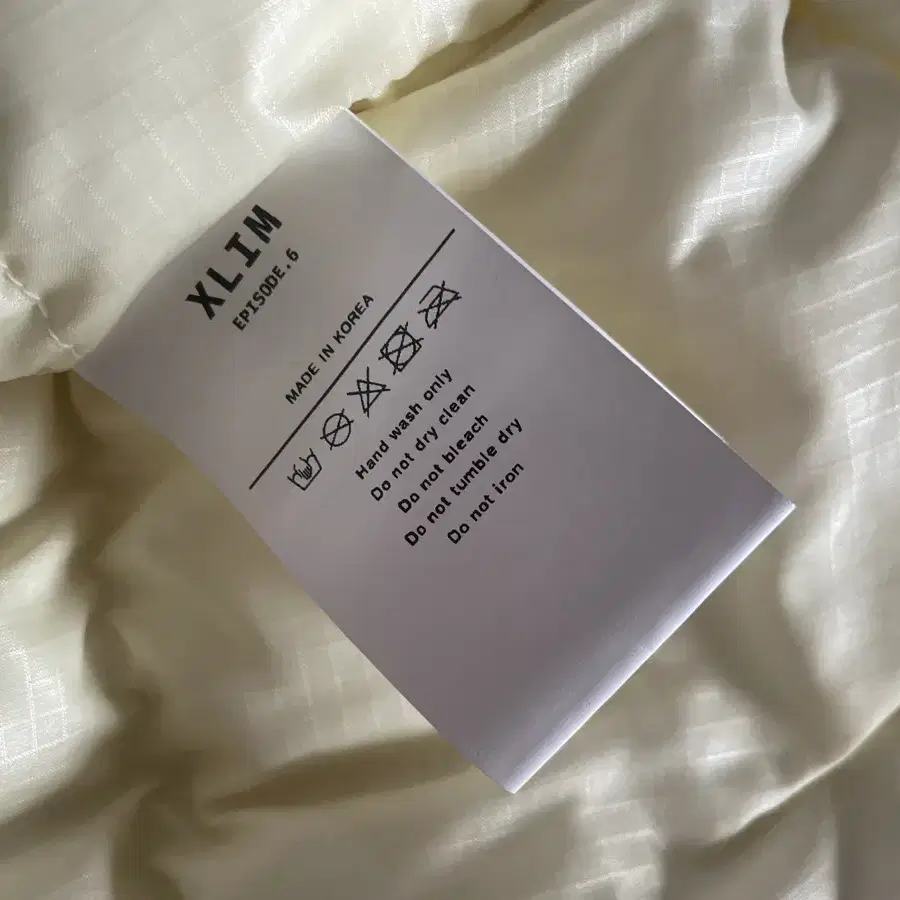 XLIM
EPISODE.6
MADE IN KOREA
Hand wash only
Do not dry clean
Do not bleach
Do not tumble dry
Do not iron